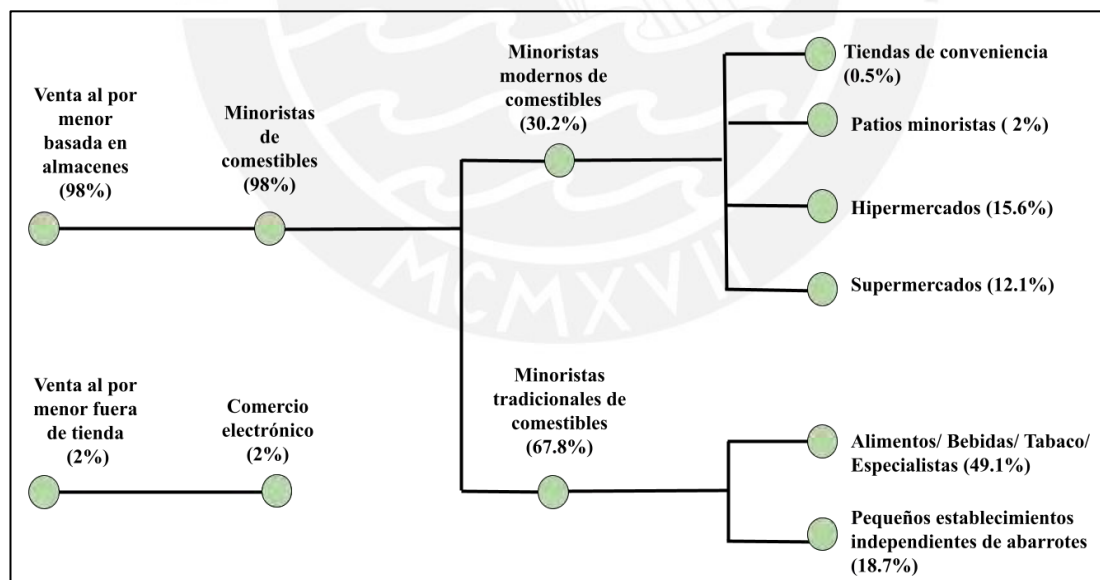 Venta al por
menor
basada en
almacenes
(98%)
Minoristas
de
comestibles
(98%)
Minoristas
modernos de
comestibles
(30.2%)
Tiendas de conveniencia
(0.5%)
Patios minoristas ( 2%)
Hipermercados (15.6%)
Supermercados (12.1%)
MCMXVII
Venta al por
menor fuera
de tienda
(2%)
Comercio
electrónico
(2%)
Minoristas
tradicionales de
comestibles
(67.8%)
Alimentos/ Bebidas/ Tabaco/
Especialistas (49.1%)
Pequeños establecimientos
independientes de abarrotes
(18.7%)